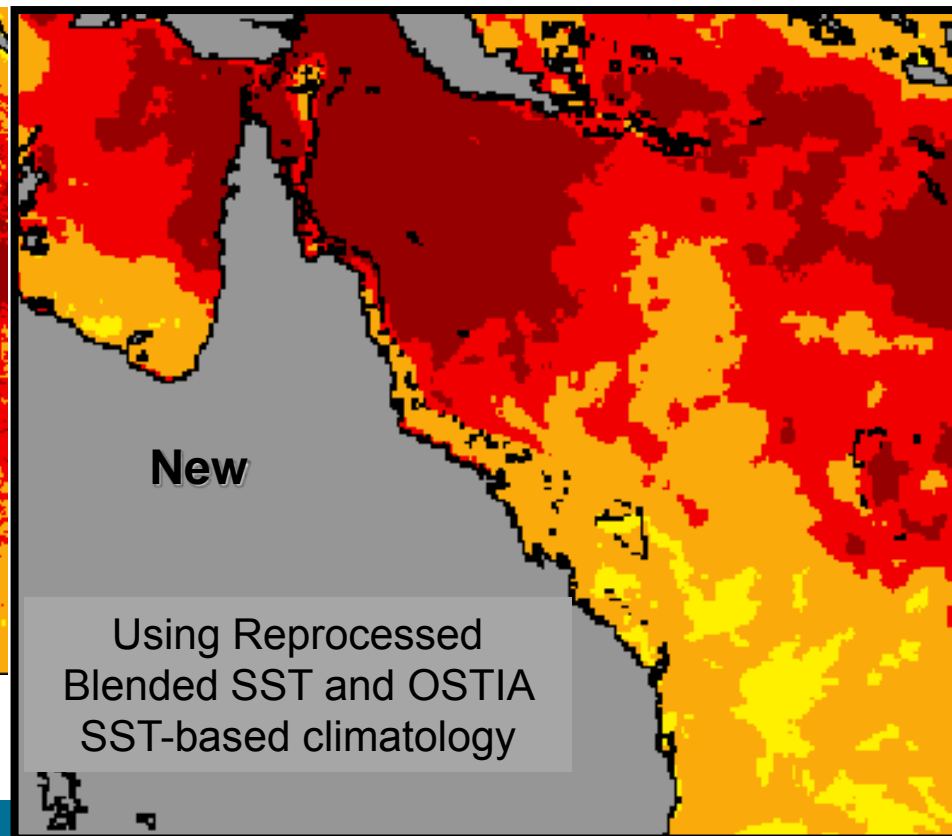 New
Using Reprocessed
Blended SST and OSTIA
SST-based climatology